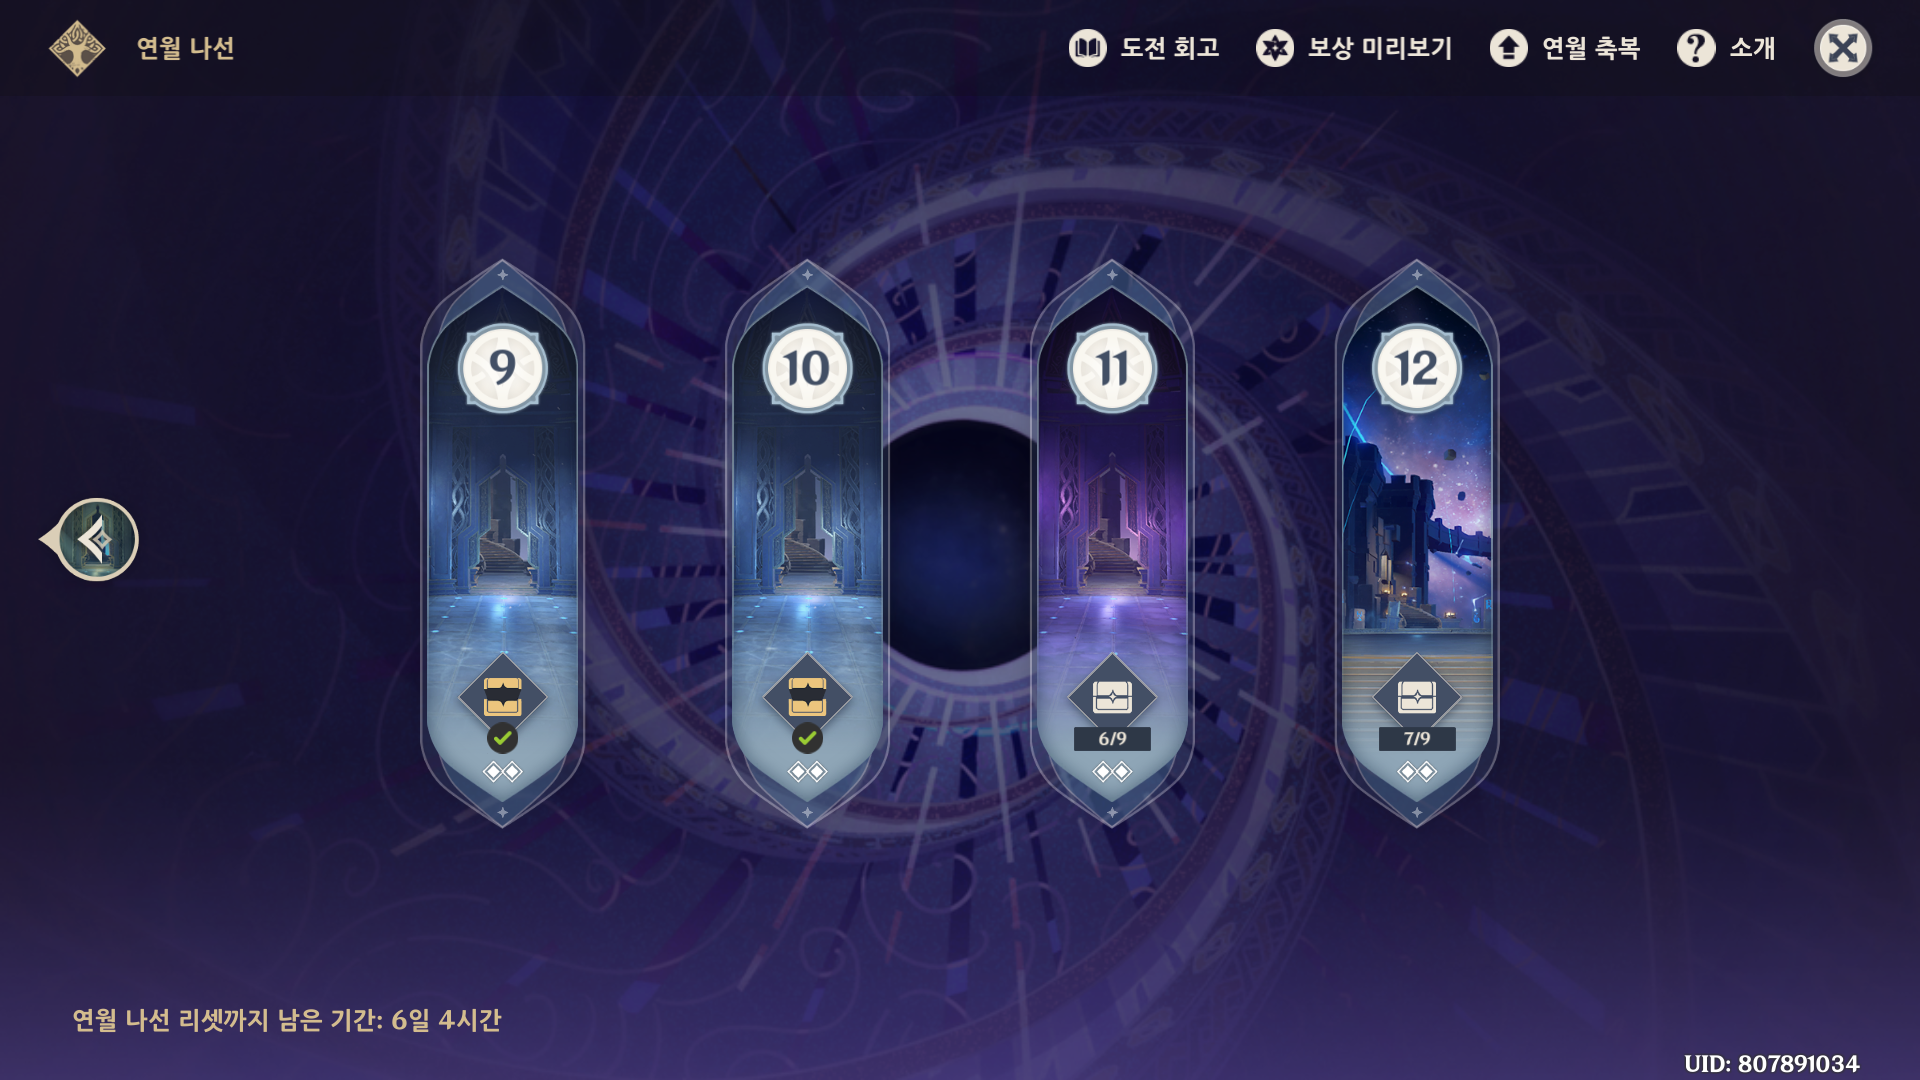 연월 나선
도전 회고
보상 미리보기
연월 축복
소개
9
10
11
12
6/9
7/9
연월 나선 리셋까지 남은 기간: 6일 4시간
UID: 807891034